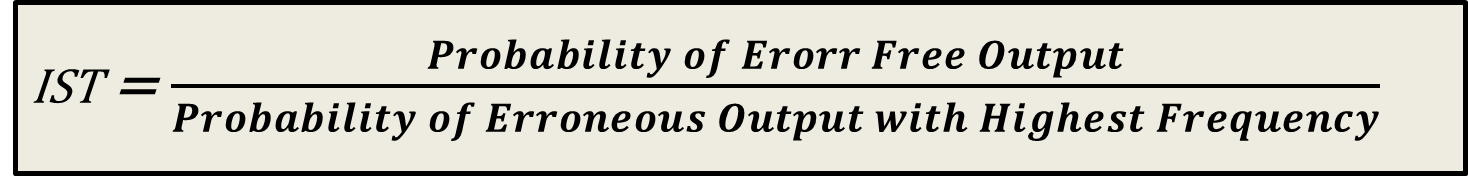 Probability of Erorr Free Output
IST =
Probability of Erroneous Output with Highest Frequency